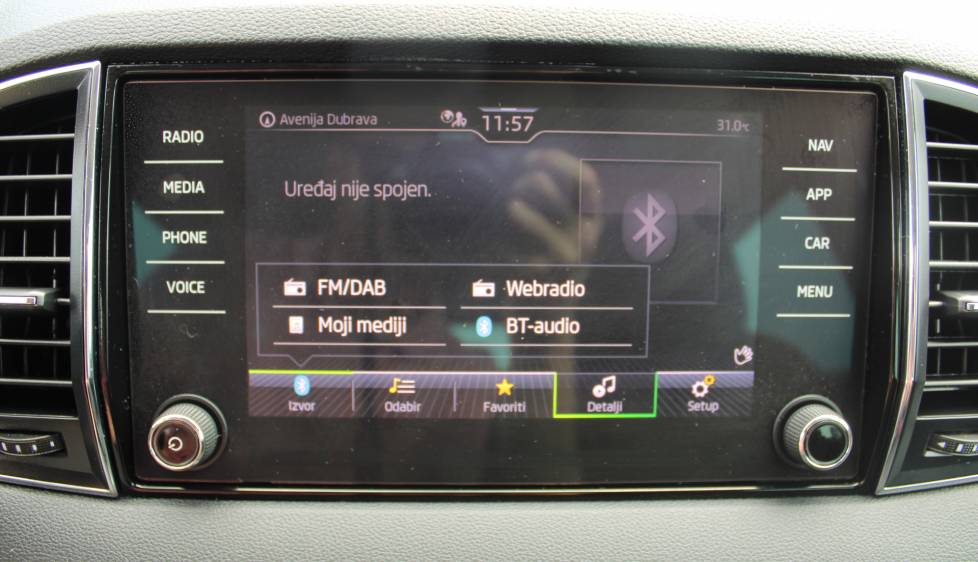 Avenija Dubrava
11:57
31.0°C
RADIO
MEDIA
PHONE
VOICE
NAV
APP
CAR
MENU
Uređaj nije spojen.
FM/DAB
Webradio
Moji mediji
BT-audio
Izvor
Odabir
Favoriti
Detalji
Setup